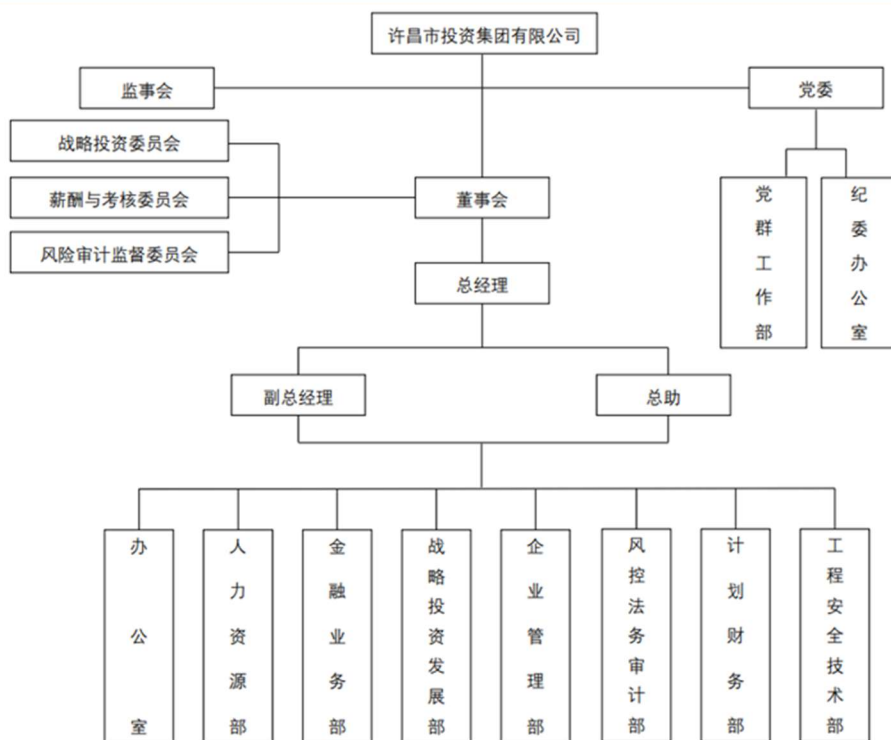 许昌市投资集团有限公司
监事会
党委
战略投资委员会
薪酬与考核委员会
董事会
风险审计监督委员会
党群工作部
纪委办公室
总经理
副总经理
总助
办公室
人力资源部
金融业务部
战略投资发展部
企业管理部
风控法务审计部
计划财务部
工程安全技术部